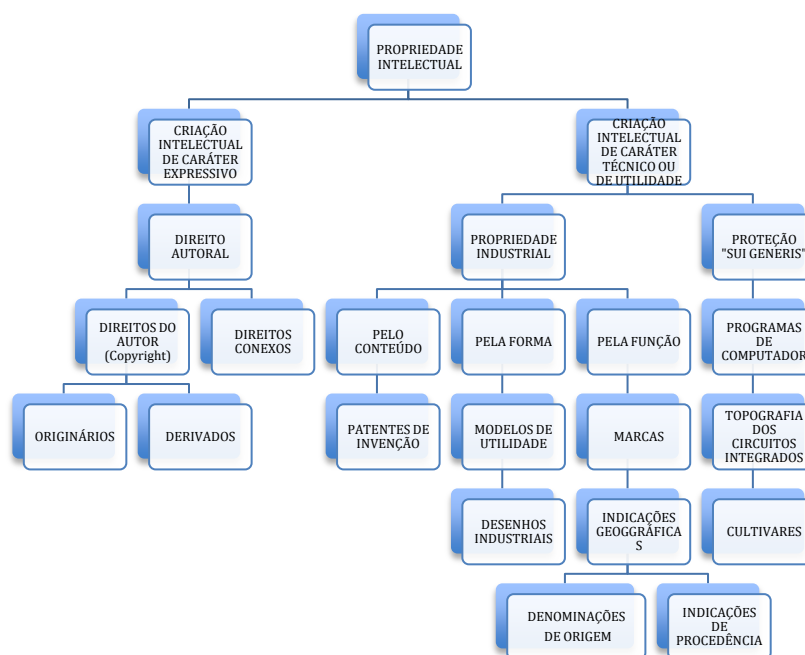 PROPRIEDADE
INTELECTUAL
CRIAÇÃO
INTELECTUAL
DE CARÁTER
EXPRESSIVO
CRIAÇÃO
INTELECTUAL
DE CARÁTER
TÉCNICO OU
DE UTILIDADE
DIREITO
AUTORAL
PROPRIEDADE
INDUSTRIAL
PROTEÇÃO
"SUI GENERIS"
DIREITOS DO
AUTOR
(Copyright)
DIREITOS
CONEXOS
PELO
CONTEÚDO
PELA FORMA
PELA FUNÇÃO
PROGRAMAS
DE
COMPUTADOR
ORIGINÁRIOS
DERIVADOS
PATENTES DE
INVENÇÃO
MODELOS DE
UTILIDADE
MARCAS
TOPOGRAFIA
DOS
CIRCUITOS
INTEGRADOS
DESENHOS
INDUSTRIAIS
INDICAÇÕES
GEOGGRÁFICA
S
CULTIVARES
DENOMINAÇÕES
DE ORIGEM
INDICAÇÕES
DE
PROCEDÊNCIA